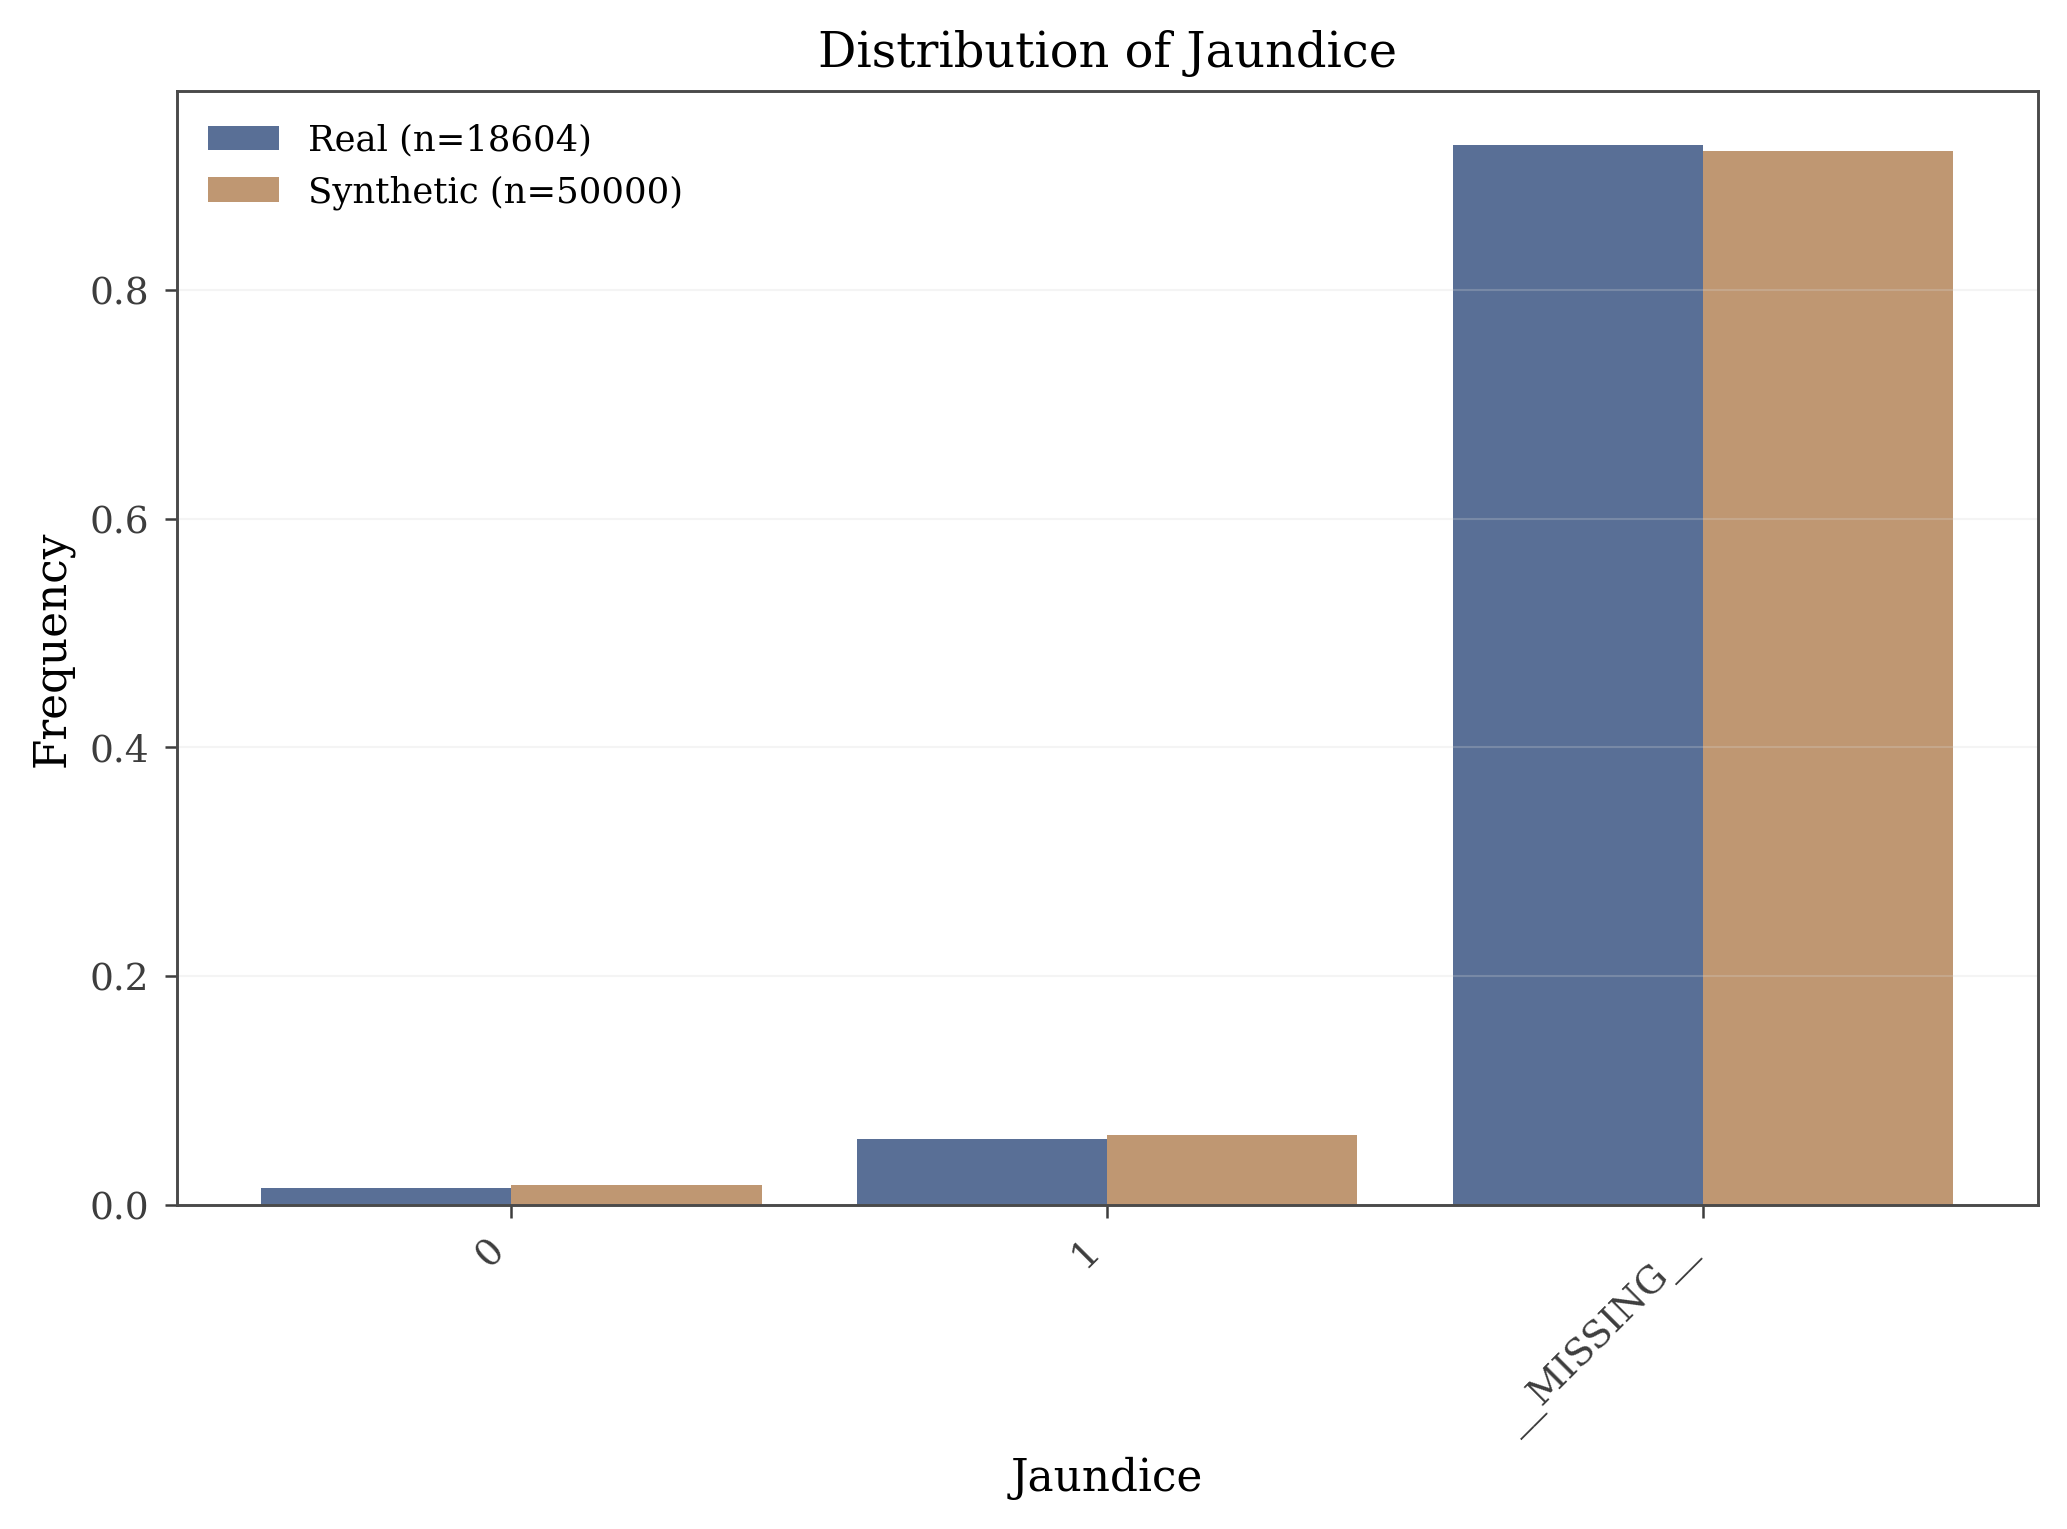 Distribution of Jaundice
Real (n=18604)
Synthetic (n=50000)
Frequency
0.8
0.6
0.4
0.2
0.0
0
1
__MISSING__
Jaundice